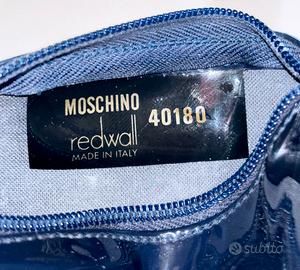 MOSCHINO 40180
redwall
MADE IN ITALY
subito